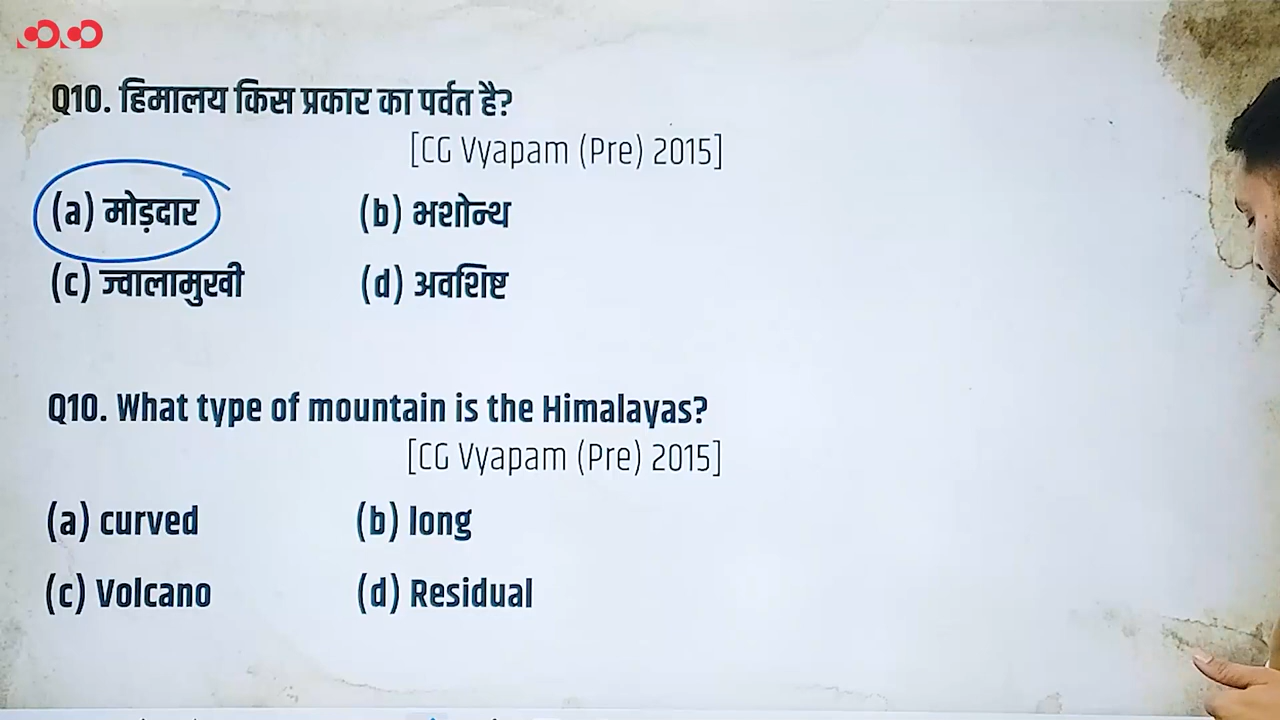 Q10. हिमालय किस प्रकार का पर्वत है?
[CG Vyapam (Pre) 2015]
(a) मोड़दार (b) भशोन्थ
(c) ज्वालामुखी (d) अवशिष्ट
Q10. What type of mountain is the Himalayas?
[CG Vyapam (Pre) 2015]
(a) curved (b) long
(c) Volcano (d) Residual